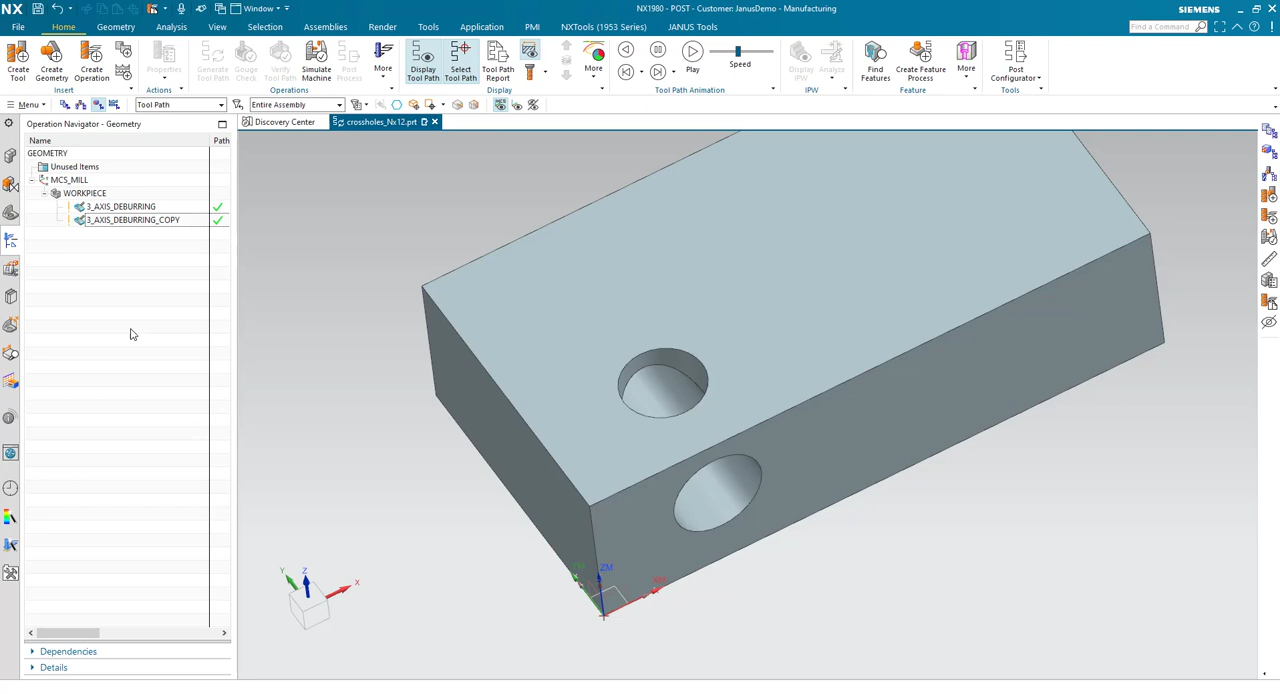 NX
Window
NX1980 - POST - Customer: JanusDemo - Manufacturing
SIEMENS
File
Home
Geometry
Analysis
Render
View
Selection
Assemblies
Tools
Application
PMI
NXTools (1953 Series)
JANUS Tools
Find a Command
Create Tool
Create Geometry
Create Operation
Properties
Generate Tool Path
Gouge Check
Verify Tool Path
Simulate Machine
Post Process
More
Display Tool Path
Select Tool Path
Tool Path Report
More
Play
Speed
Display IPW
Analyze
Find Features
Create Feature Process
More
Post Configurator
Insert
Actions
Operations
Display
Tool Path Animation
IPW
Feature
Tools
Menu
Tool Path
Entire Assembly
Operation Navigator - Geometry
Discovery Center
crossholes_Nx12.prt
Name
Path
GEOMETRY
Unused Items
MCS_MILL
WORKPIECE
3_AXIS_DEBURRING
3_AXIS_DEBURRING_COPY
ZM
Y
Z
X
Dependencies
Details